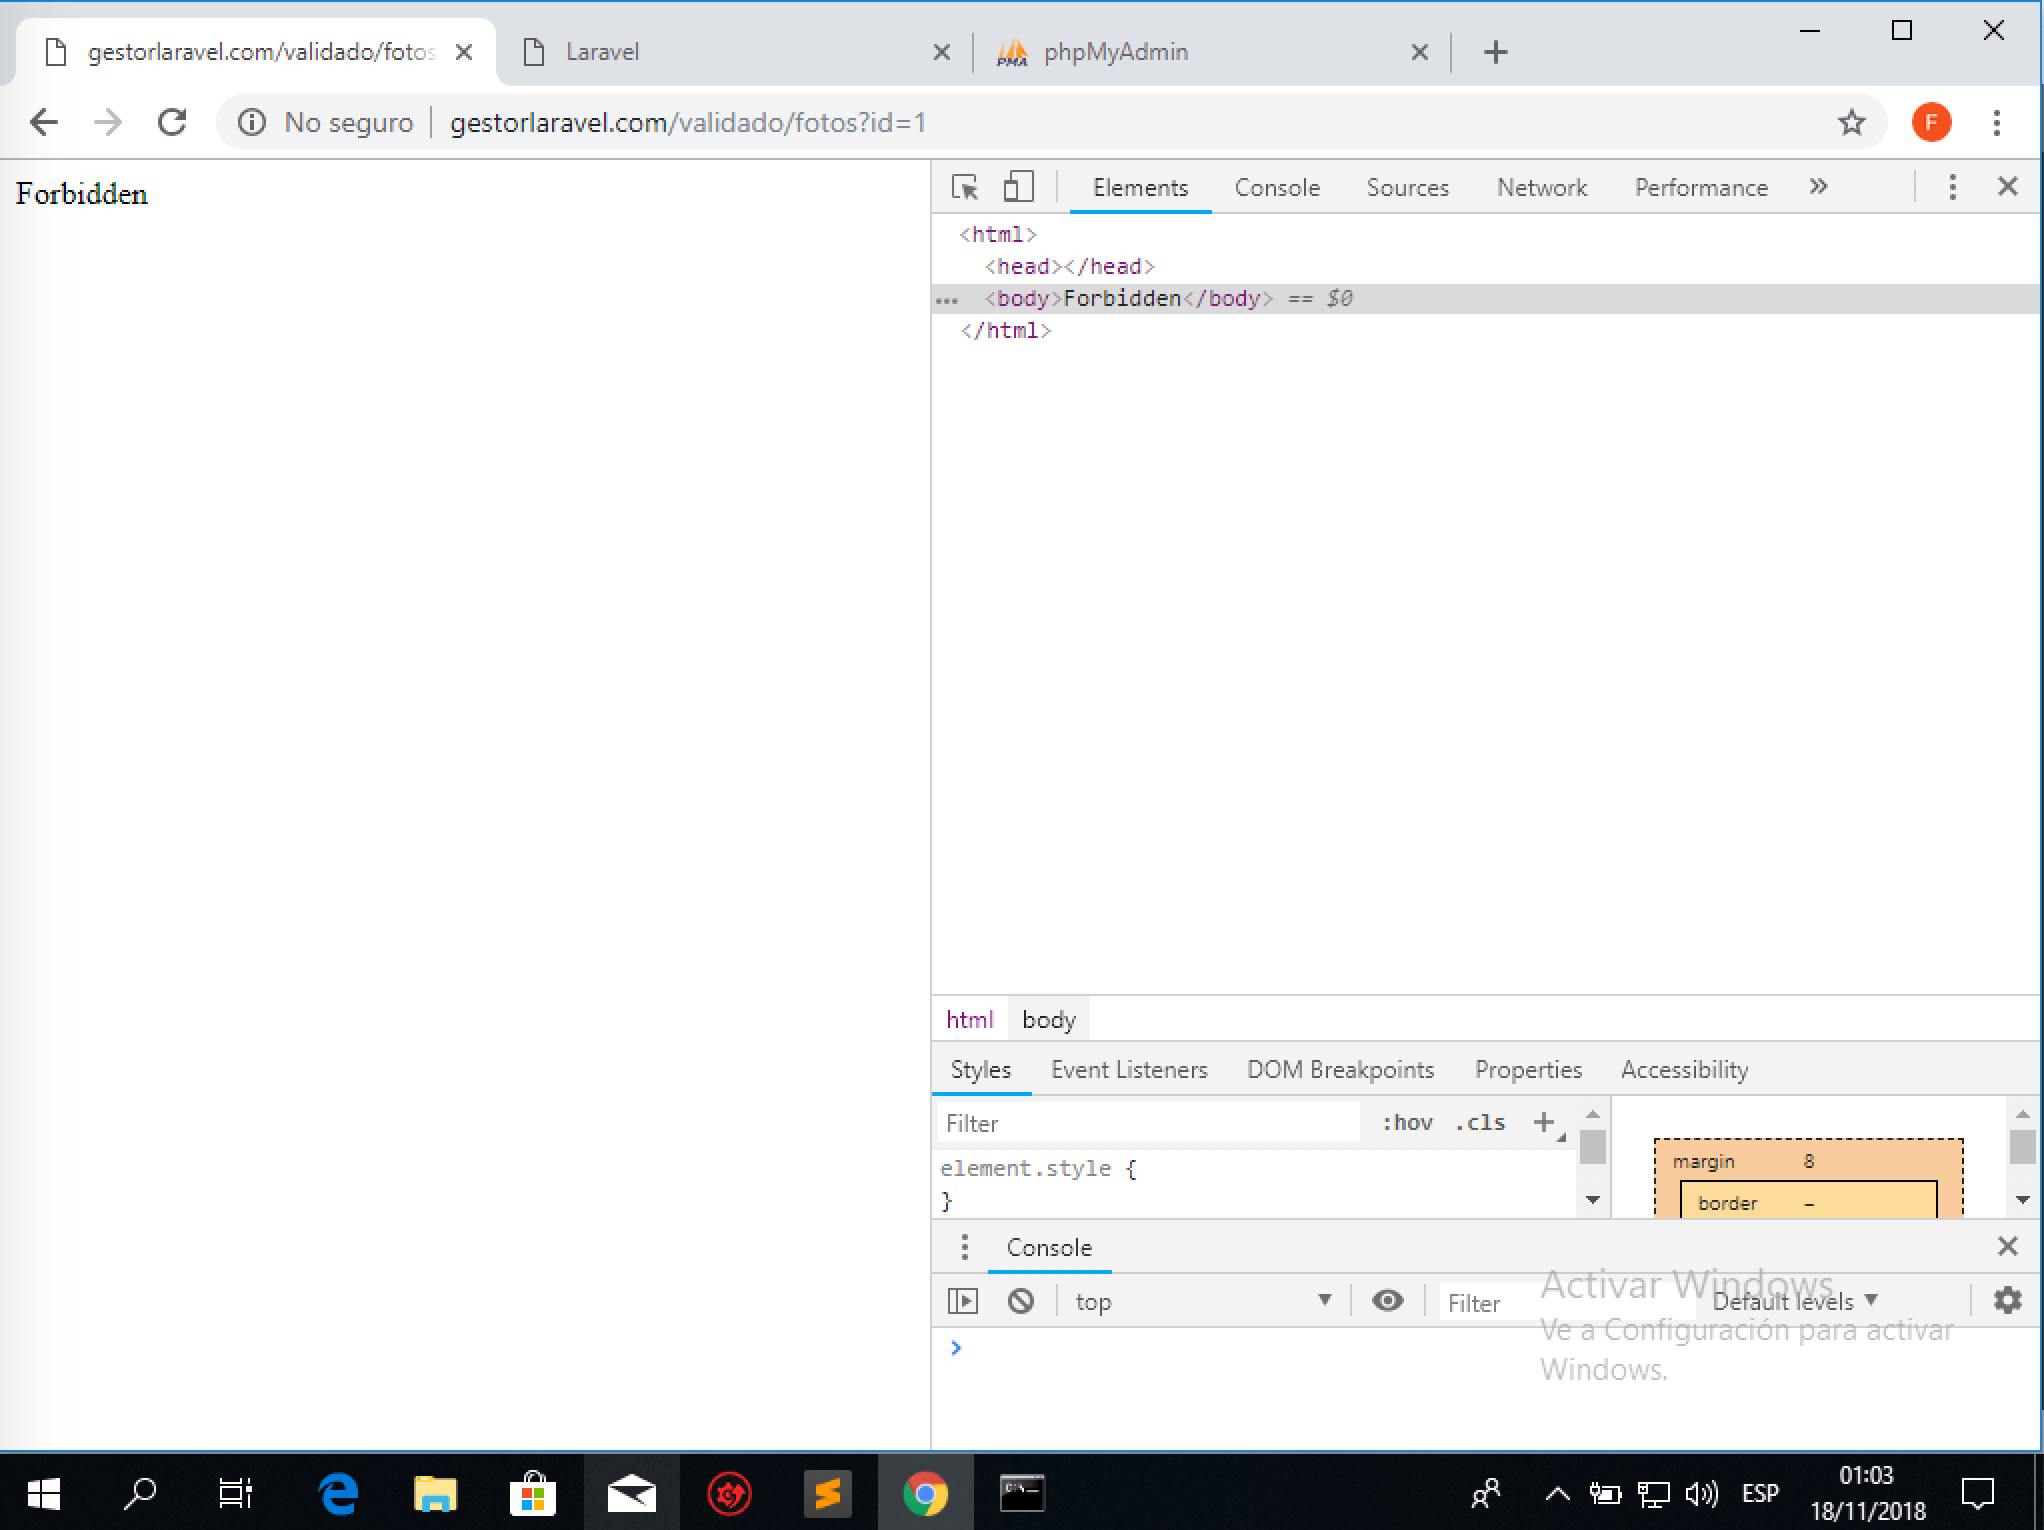 gestorlaravel.com/validado/fotos
Laravel
phpMyAdmin
No seguro
gestorlaravel.com/validado/fotos?id=1
F
Forbidden
Elements Console Sources Network Performance »
<html>
<head></head>
... <body>Forbidden</body> == $0
</html>
html body
Styles Event Listeners DOM Breakpoints Properties Accessibility
Filter :hov .cls +
element.style {
}
margin 8
border –
Console
top
Filter
Default levels
Activar Windows
Ve a Configuración para activar
Windows.
>
ESP
01:03
18/11/2018